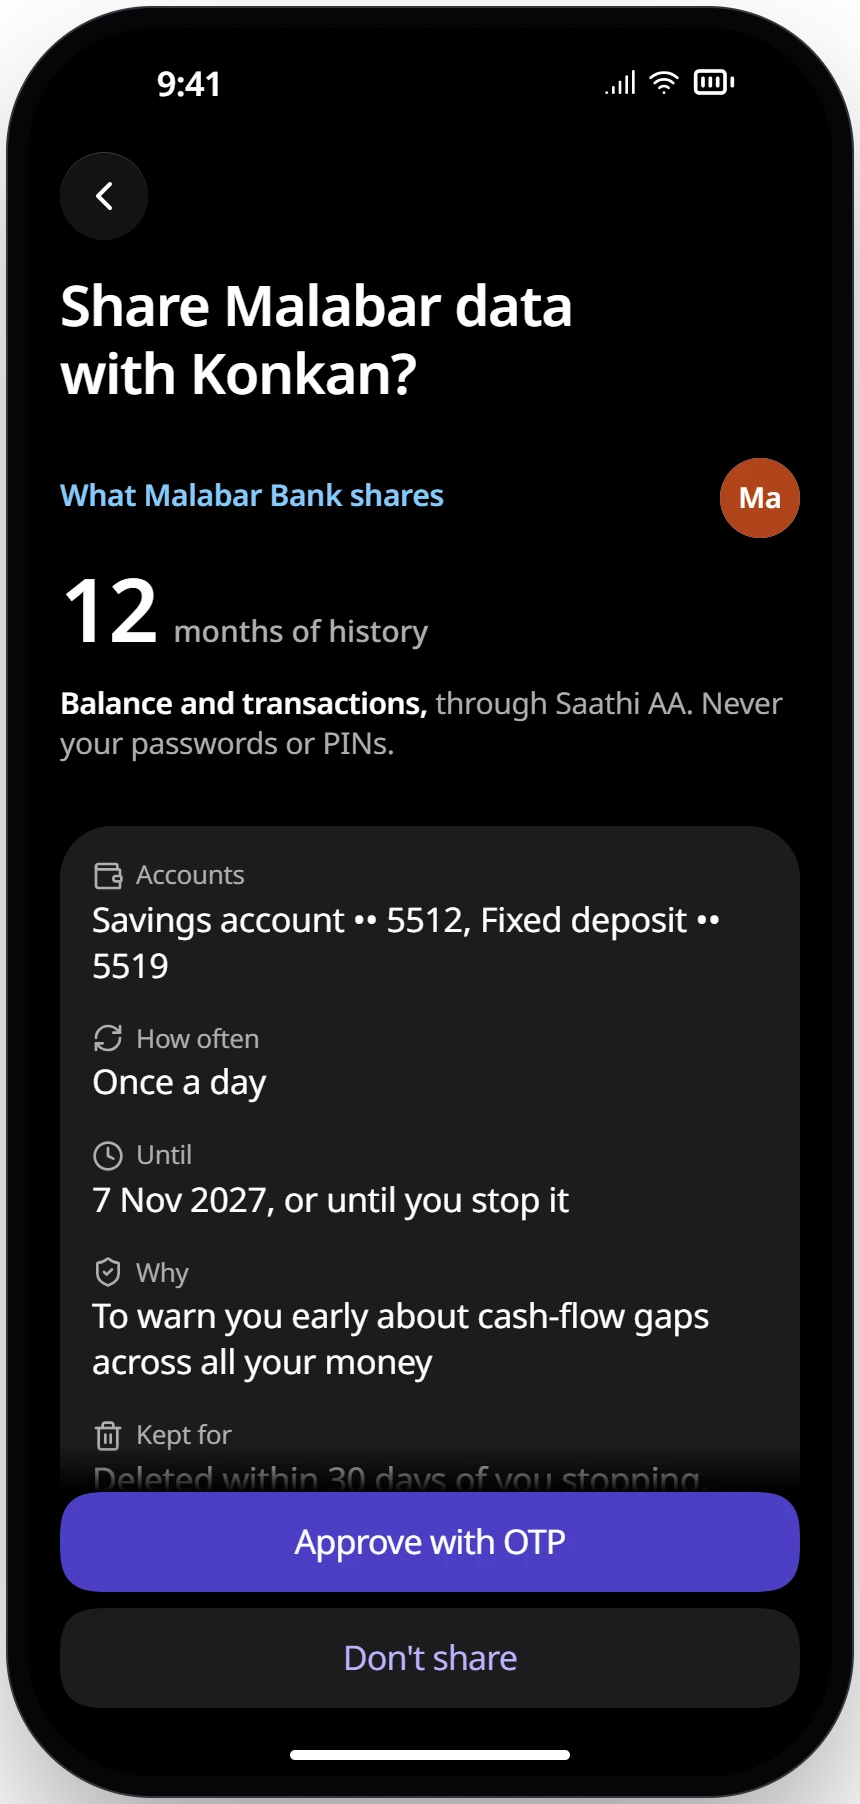 9:41
Share Malabar data
with Konkan?
What Malabar Bank shares
Ma
12 months of history
Balance and transactions, through Saathi AA. Never
your passwords or PINs.
Accounts
Savings account •• 5512, Fixed deposit ••
5519
How often
Once a day
Until
7 Nov 2027, or until you stop it
Why
To warn you early about cash-flow gaps
across all your money
Kept for
Deleted within 30 days of you stopping.
Approve with OTP
Don't share